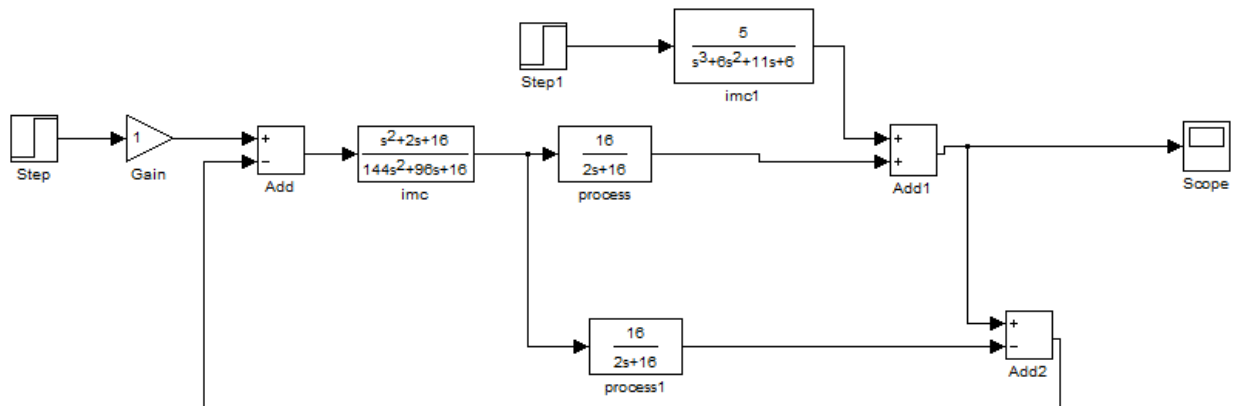 5
s³+6s²+11s+6
imc1
Step1
Step
1
Gain
+
−
Add
s²+2s+16
144s²+96s+16
imc
16
2s+16
process
+
+
Add1
Scope
16
2s+16
process1
+
−
Add2